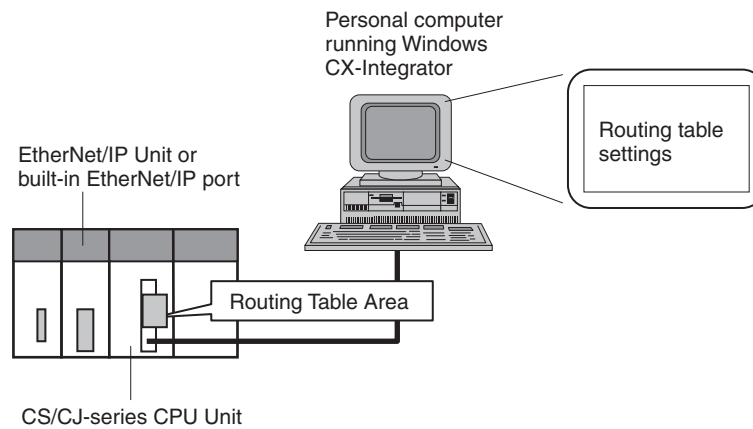 Personal computer
running Windows
CX-Integrator
Routing table
settings
EtherNet/IP Unit or
built-in EtherNet/IP port
Routing Table Area
CS/CJ-series CPU Unit